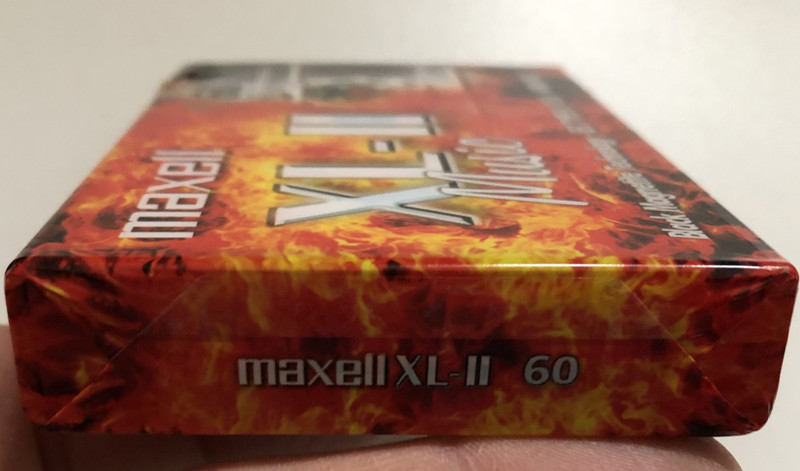 maxell
XL-II
Music
Black Magnetite
maxell XL-II 60